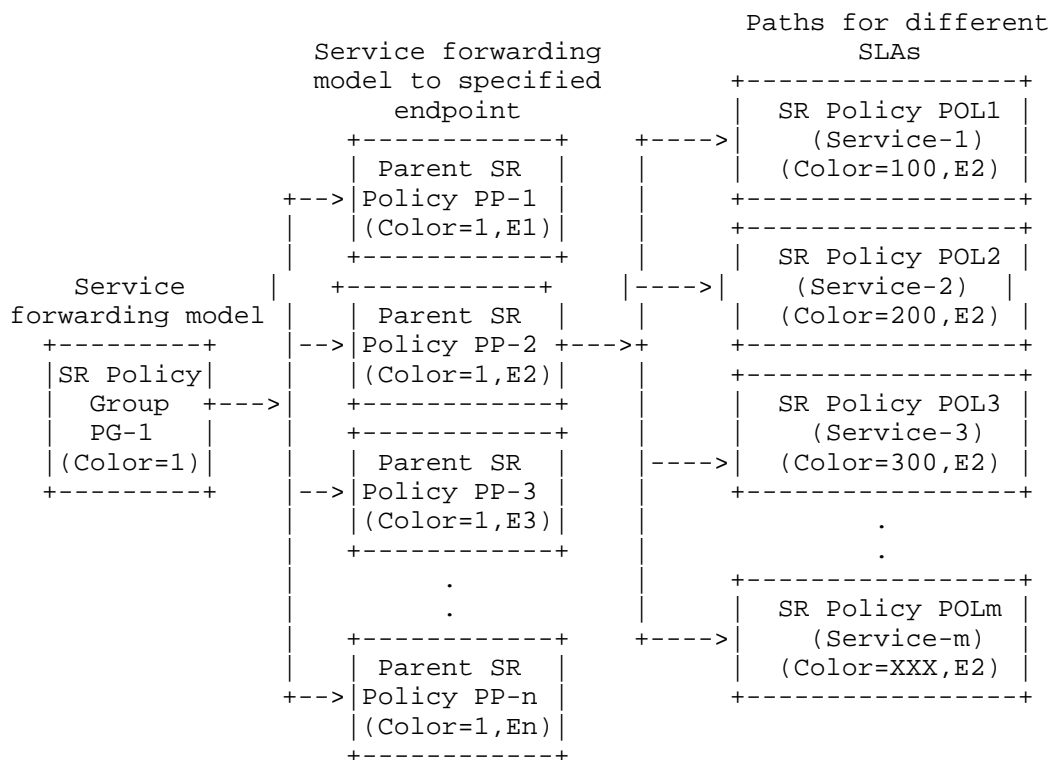 Paths for different
SLAs
Service forwarding
model to specified
endpoint
SR Policy POL1
(Service-1)
(Color=100,E2)
Parent SR
Policy PP-1
(Color=1,E1)
SR Policy POL2
(Service-2)
(Color=200,E2)
Service
forwarding model
Parent SR
Policy PP-2
(Color=1,E2)
SR Policy
Group
PG-1
(Color=1)
SR Policy POL3
(Service-3)
(Color=300,E2)
Parent SR
Policy PP-3
(Color=1,E3)
.
.
.
.
SR Policy POLm
(Service-m)
(Color=XXX,E2)
Parent SR
Policy PP-n
(Color=1,En)